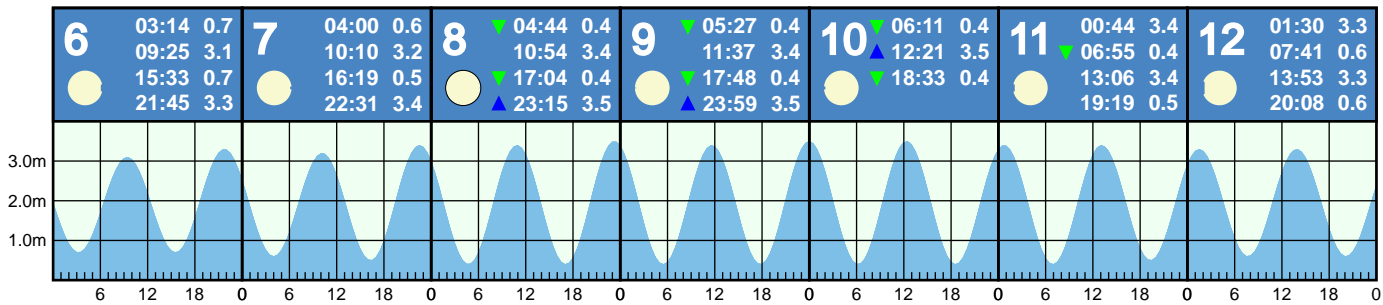 6
03:14 0.7
09:25 3.1
15:33 0.7
21:45 3.3
7
04:00 0.6
10:10 3.2
16:19 0.5
22:31 3.4
8
▼ 04:44 0.4
10:54 3.4
▼ 17:04 0.4
▲ 23:15 3.5
9
▼ 05:27 0.4
11:37 3.4
▼ 17:48 0.4
▲ 23:59 3.5
10
▼ 06:11 0.4
▲ 12:21 3.5
▼ 18:33 0.4
11
00:44 3.4
▼ 06:55 0.4
13:06 3.4
19:19 0.5
12
01:30 3.3
07:41 0.6
13:53 3.3
20:08 0.6
3.0m
2.0m
1.0m
6 12 18 0 6 12 18 0 6 12 18 0 6 12 18 0 6 12 18 0 6 12 18 0 6 12 18 0